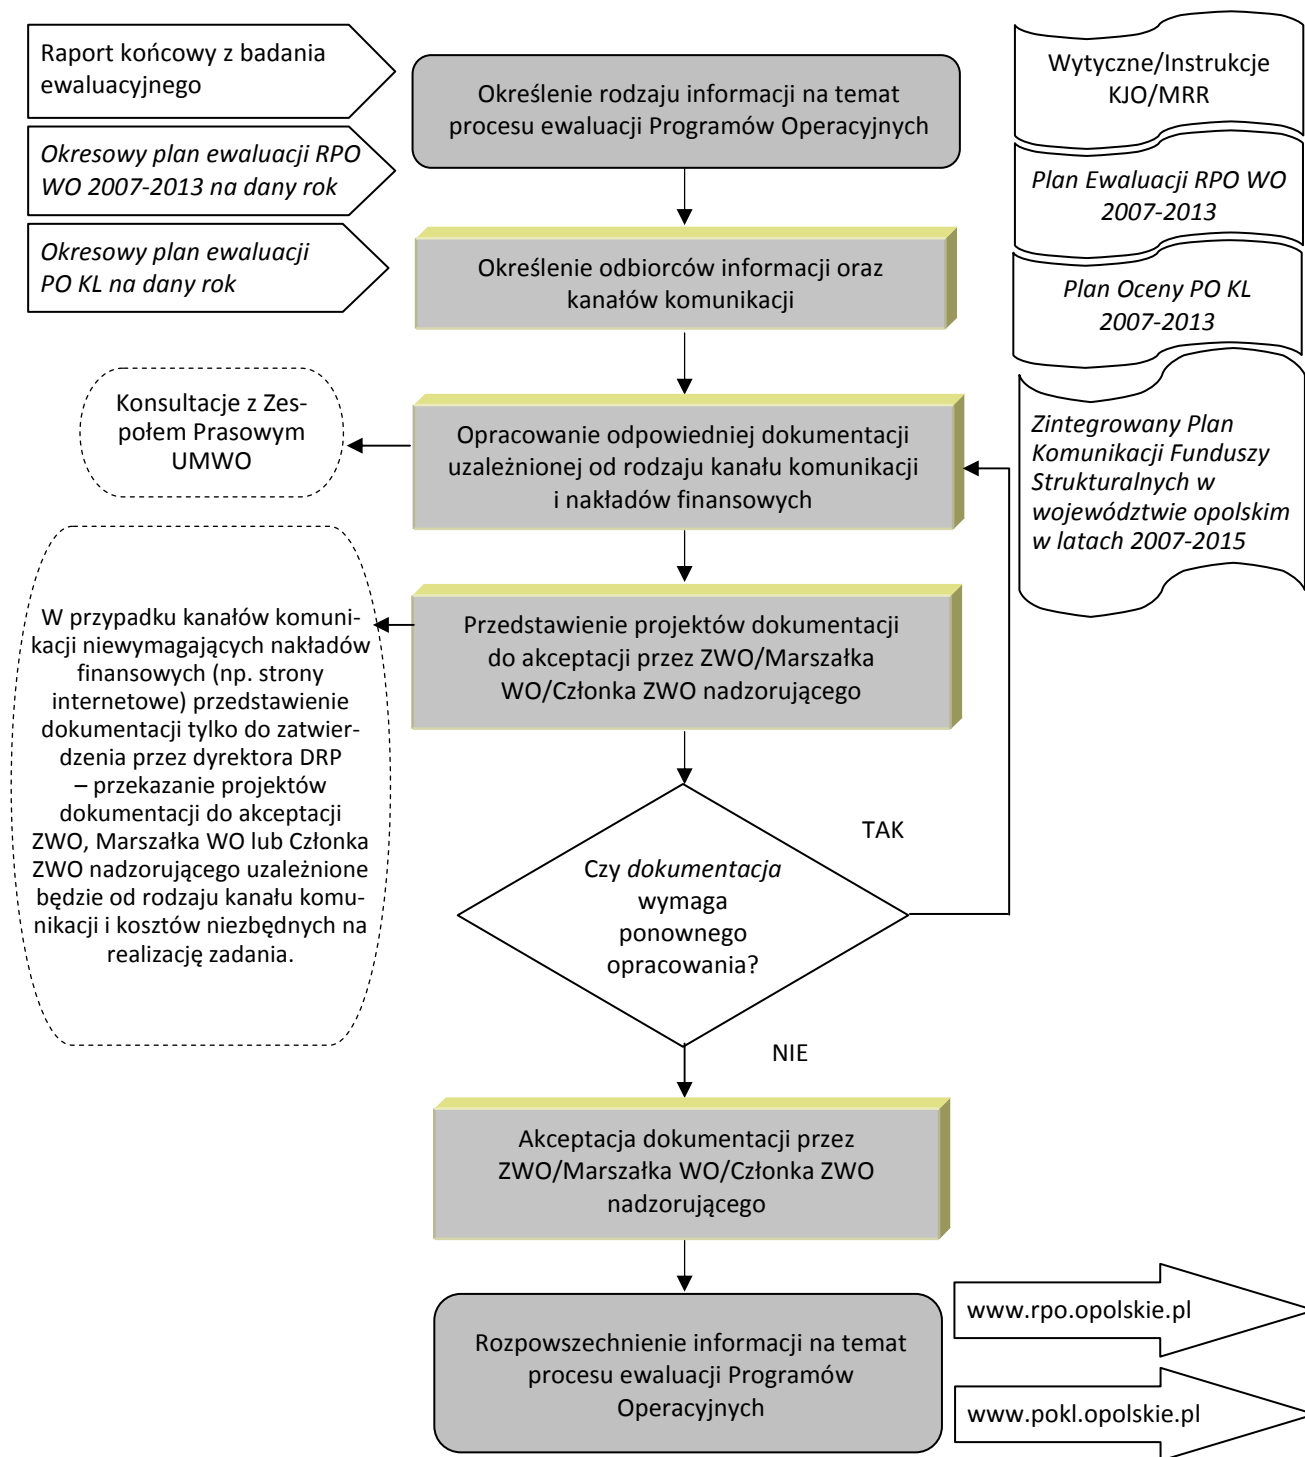 Raport końcowy z badania
ewaluacyjnego
Okresowy plan ewaluacji RPO
WO 2007-2013 na dany rok
Okresowy plan ewaluacji
PO KL na dany rok
Określenie rodzaju informacji na temat
procesu ewaluacji Programów Operacyjnych
Wytyczne/Instrukcje
KJO/MRR
Plan Ewaluacji RPO WO
2007-2013
Plan Oceny PO KL
2007-2013
Zintegrowany Plan
Komunikacji Funduszy
Strukturalnych w
województwie opolskim
w latach 2007-2015
Określenie odbiorców informacji oraz
kanałów komunikacji
Konsultacje z Zes-
połem Prasowym
UMWO
Opracowanie odpowiedniej dokumentacji
uzależnionej od rodzaju kanału komunikacji
i nakładów finansowych
W przypadku kanałów komuni-
kacji niewymagających nakładów
finansowych (np. strony
internetowe) przedstawienie
dokumentacji tylko do zatwier-
dzenia przez dyrektora DRP
– przekazanie projektów
dokumentacji do akceptacji
ZWO, Marszałka WO lub Członka
ZWO nadzorującego uzależnione
będzie od rodzaju kanału komu-
nikacji i kosztów niezbędnych na
realizację zadania.
Przedstawienie projektów dokumentacji
do akceptacji przez ZWO/Marszałka
WO/Członka ZWO nadzorującego
TAK
Czy dokumentacja
wymaga
ponownego
opracowania?
NIE
Akceptacja dokumentacji przez
ZWO/Marszałka WO/Członka ZWO
nadzorującego
Rozpowszechnienie informacji na temat
procesu ewaluacji Programów
Operacyjnych
www.rpo.opolskie.pl
www.pokl.opolskie.pl